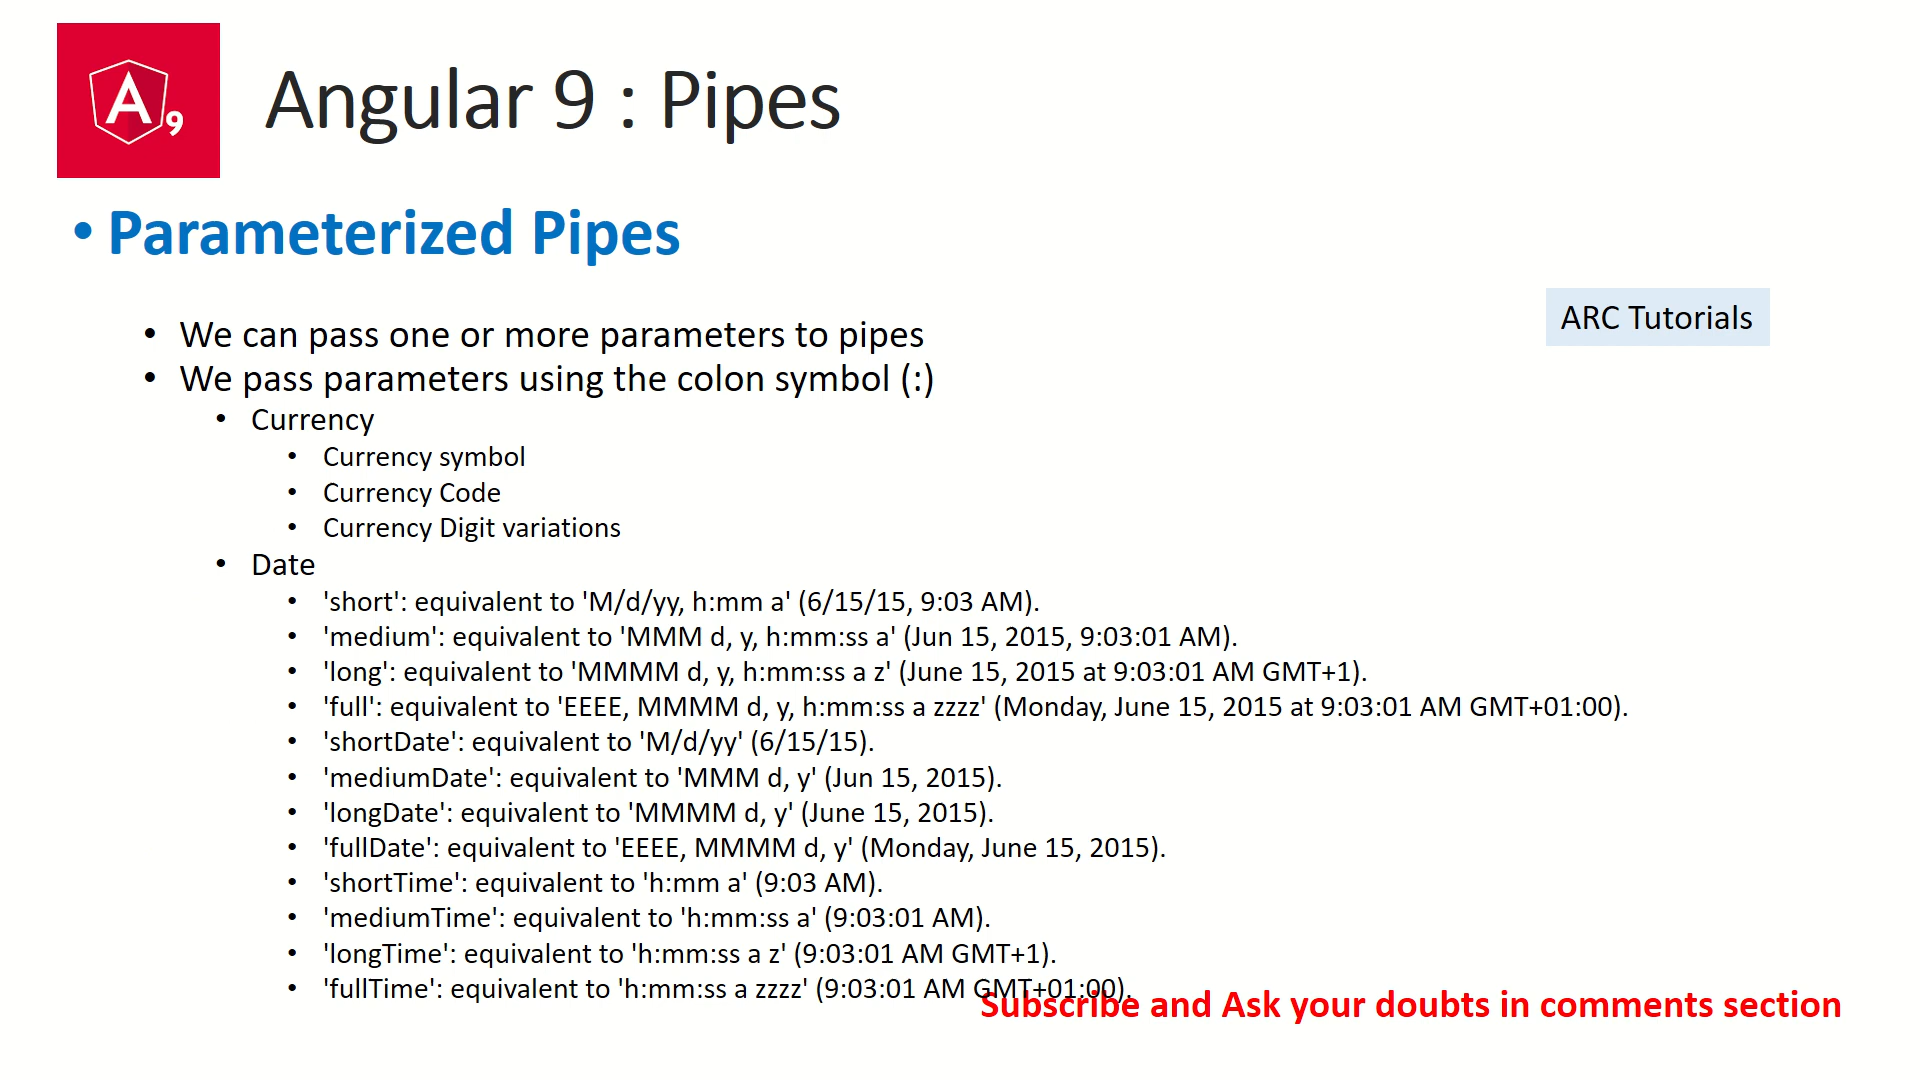 A 9
Angular 9 : Pipes
• Parameterized Pipes
ARC Tutorials
• We can pass one or more parameters to pipes
• We pass parameters using the colon symbol (:)
• Currency
• Currency symbol
• Currency Code
• Currency Digit variations
• Date
• 'short': equivalent to 'M/d/yy, h:mm a' (6/15/15, 9:03 AM).
• 'medium': equivalent to 'MMM d, y, h:mm:ss a' (Jun 15, 2015, 9:03:01 AM).
• 'long': equivalent to 'MMMM d, y, h:mm:ss a z' (June 15, 2015 at 9:03:01 AM GMT+1).
• 'full': equivalent to 'EEEE, MMMM d, y, h:mm:ss a zzzz' (Monday, June 15, 2015 at 9:03:01 AM GMT+01:00).
• 'shortDate': equivalent to 'M/d/yy' (6/15/15).
• 'mediumDate': equivalent to 'MMM d, y' (Jun 15, 2015).
• 'longDate': equivalent to 'MMMM d, y' (June 15, 2015).
• 'fullDate': equivalent to 'EEEE, MMMM d, y' (Monday, June 15, 2015).
• 'shortTime': equivalent to 'h:mm a' (9:03 AM).
• 'mediumTime': equivalent to 'h:mm:ss a' (9:03:01 AM).
• 'longTime': equivalent to 'h:mm:ss a z' (9:03:01 AM GMT+1).
• 'fullTime': equivalent to 'h:mm:ss a zzzz' (9:03:01 AM GMT+01:00).
Subscribe and Ask your doubts in comments section